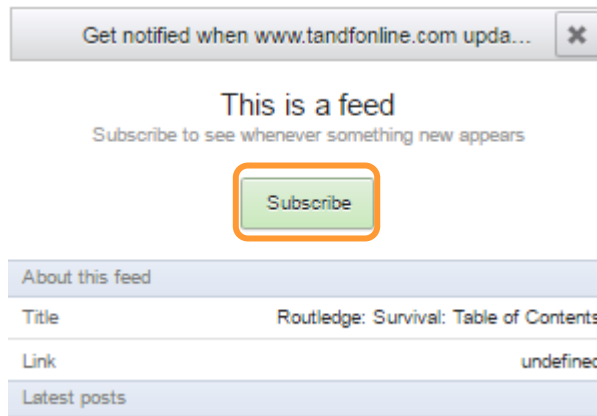 Get notified when www.tandfonline.com upda...
This is a feed
Subscribe to see whenever something new appears
Subscribe
About this feed
Title Routledge: Survival: Table of Contents
Link undefined
Latest posts